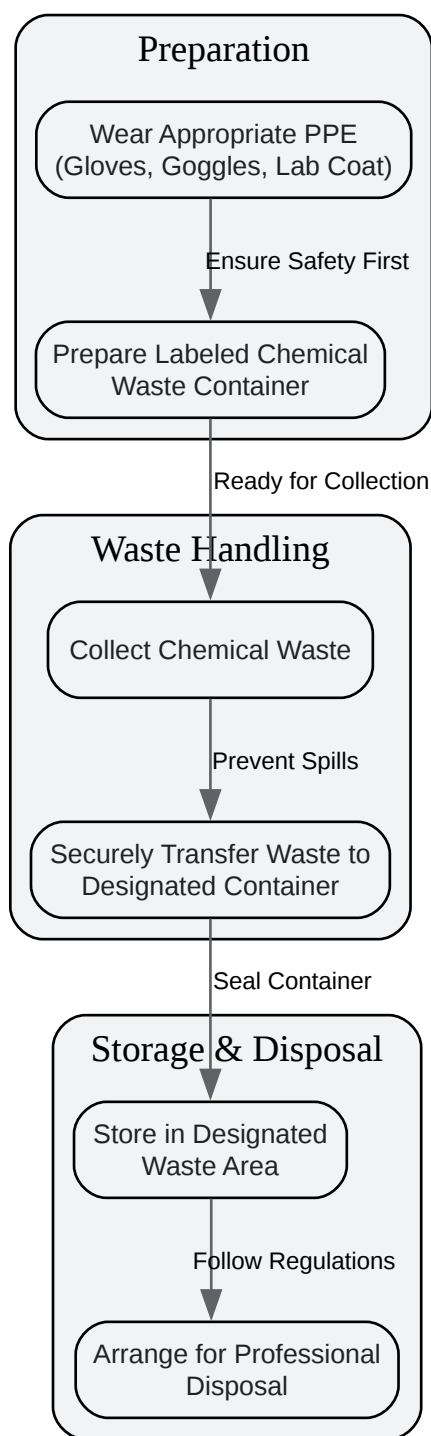 Preparation
Wear Appropriate PPE
(Gloves, Goggles, Lab Coat)
Ensure Safety First
Prepare Labeled Chemical
Waste Container
Ready for Collection
Waste Handling
Collect Chemical Waste
Prevent Spills
Securely Transfer Waste to
Designated Container
Seal Container
Storage & Disposal
Store in Designated
Waste Area
Follow Regulations
Arrange for Professional
Disposal